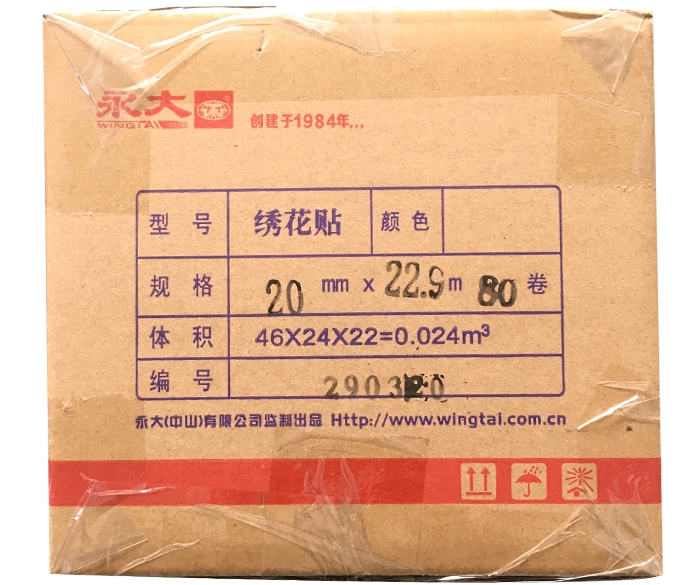 永大
WINGTAI
创建于1984年...
型 号 绣花贴 颜 色
规 格 20 mm x 22.9 m 80 卷
体 积 46X24X22=0.024m³
编 号 290320
永大(中山)有限公司监制出品 Http://www.wingtai.com.cn